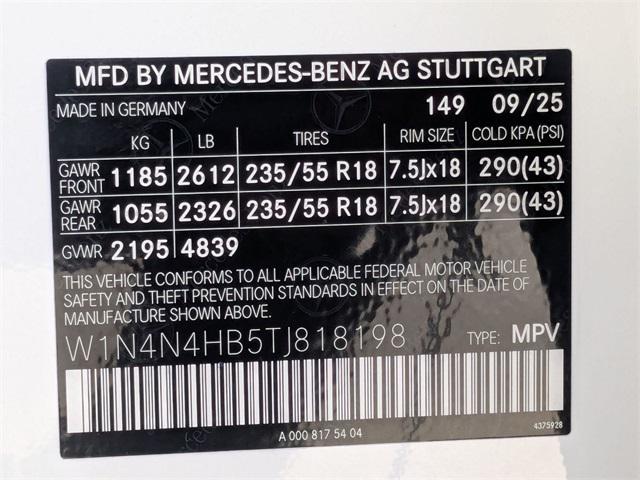 MFD BY MERCEDES-BENZ AG STUTTGART
MADE IN GERMANY 149 09/25
KG LB TIRES RIM SIZE COLD KPA (PSI)
GAWR FRONT 1185 2612 235/55 R18 7.5Jx18 290(43)
GAWR REAR 1055 2326 235/55 R18 7.5Jx18 290(43)
GVWR 2195 4839
THIS VEHICLE CONFORMS TO ALL APPLICABLE FEDERAL MOTOR VEHICLE
SAFETY AND THEFT PREVENTION STANDARDS IN EFFECT ON THE DATE OF
MANUFACTURE SHOWN ABOVE.
W1N4N4HB5TJ818198 TYPE: MPV
A 000 817 54 04 4375928